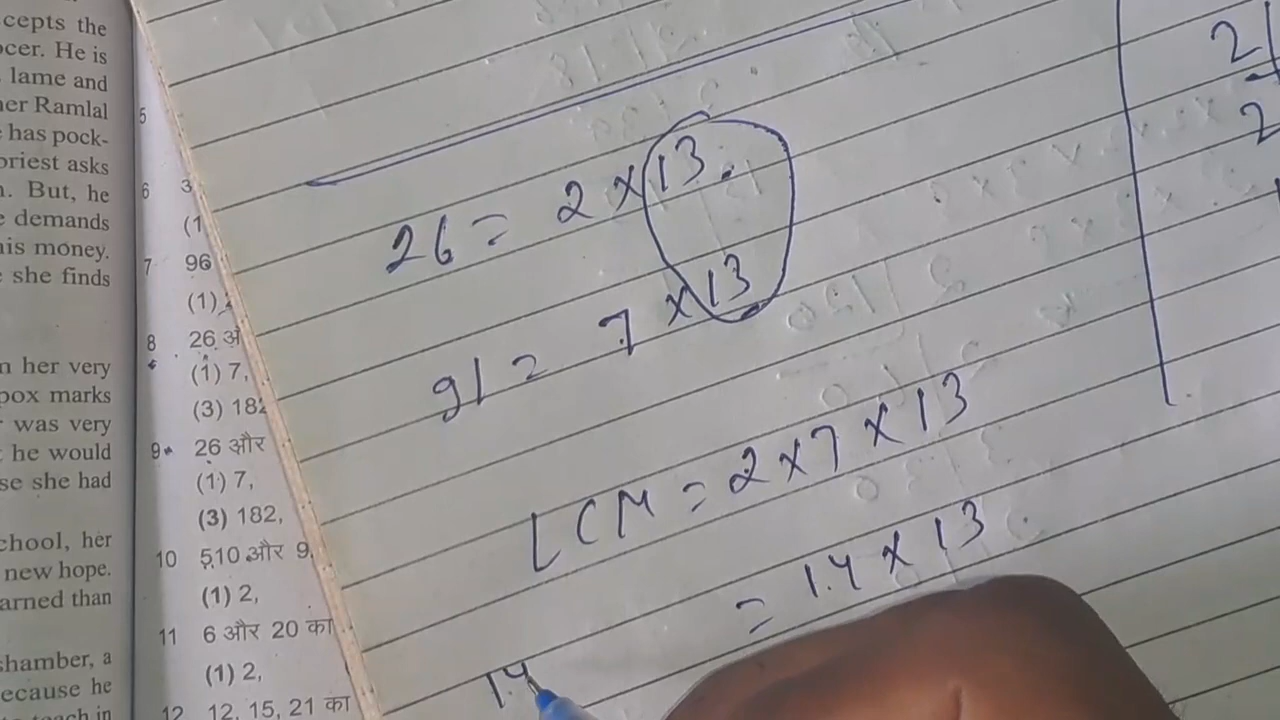 cepts the
ocer. He is
lame and
her Ramlal
has pock-
priest asks
But, he
demands
his money.
she finds
n her very
pox marks
was very
he would
se she had
chool, her
new hope.
arned than
shamber, a
because he
5
6 3
(1
7 96
(1)
8 26
(1) 7,
(3) 182
9 26 और
(1) 7,
(3) 182,
10 5,10 और 9,
(1) 2,
11 6 और 20 का
(1) 2,
12 12, 15, 21 का
26 = 2 × 13
91 = 7 × 13
LCM = 2 × 7 × 13
= 14 × 13
14
2
2